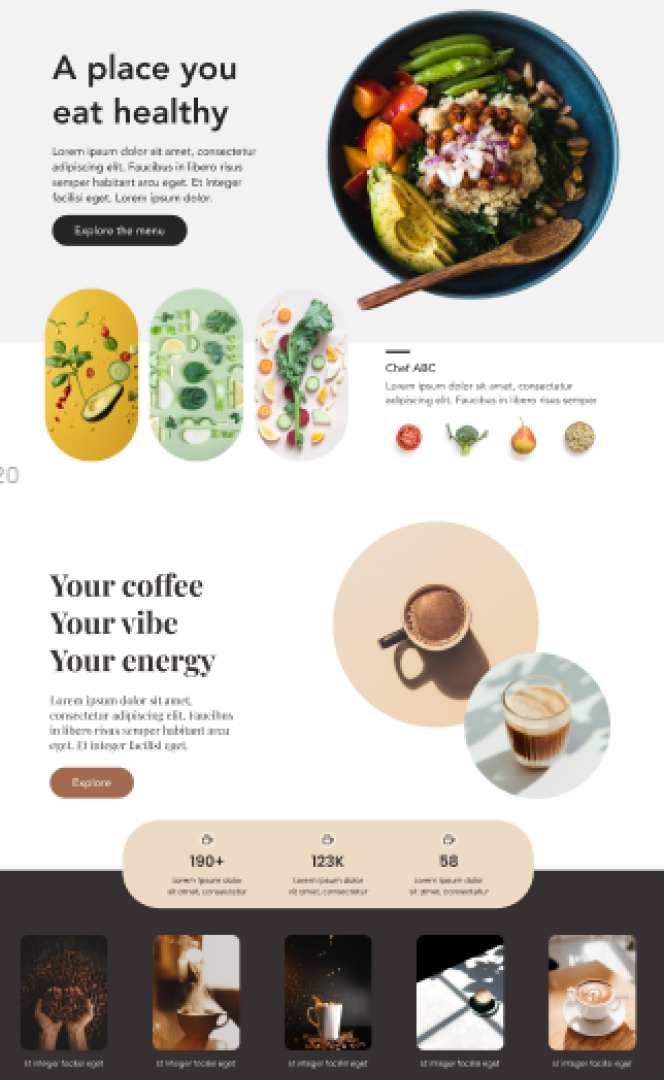 A place you
eat healthy
Lorem ipsum dolor sit amet, consectetur
adipiscing elit. Faucibus in libero risus
semper habitant arcu eget. Et integer
facilisi eget. Lorem ipsum dolor.
Explore the menu
Chef ABC
Lorem ipsum dolor sit amet, consectetur
adipiscing elit. Faucibus in libero risus semper
20
Your coffee
Your vibe
Your energy
Lorem ipsum dolor sit amet,
consectetur adipiscing elit. Faucibus
in libero risus semper habitant arcu
eget. Et integer facilisi eget.
Explore
190+ 123K 58
Lorem ipsum dolor Lorem ipsum dolor Lorem ipsum dolor
sit amet, consectetur sit amet, consectetur sit amet, consectetur
Et integer facilisi eget Et integer facilisi eget Et integer facilisi eget Et integer facilisi eget Et integer facilisi eget